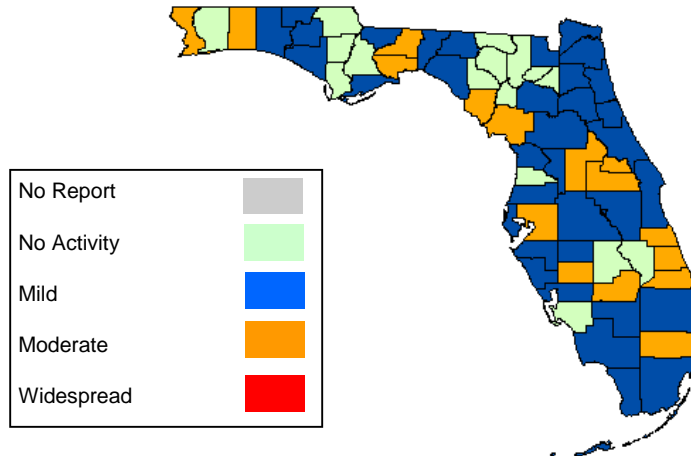 No Report
No Activity
Mild
Moderate
Widespread